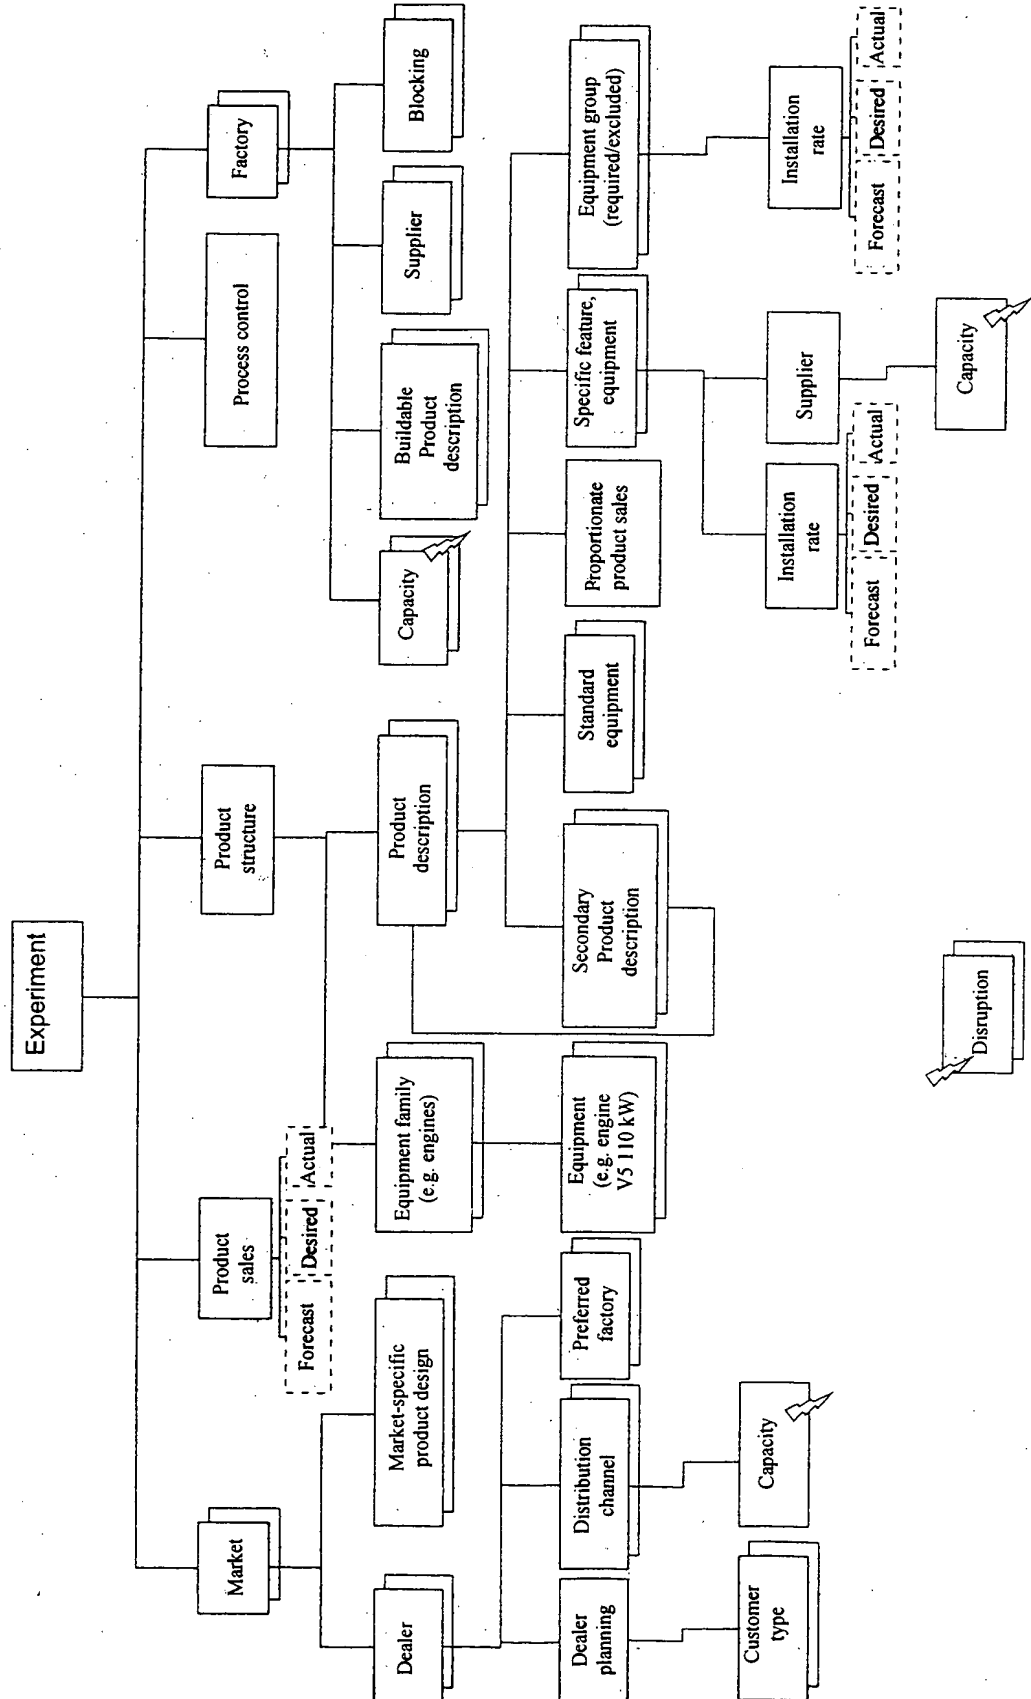 Experiment
Market
Product
sales
Forecast
Desired
Actual
Product
structure
Process control
Factory
Dealer
Market-specific
product design
Equipment family
(e.g. engines)
Product
description
Capacity
Buildable
Product
description
Supplier
Blocking
Dealer
planning
Distribution
channel
Preferred
factory
Equipment
(e.g. engine
V5 110 kW)
Secondary
Product
description
Standard
equipment
Proportionate
product sales
Specific feature,
equipment
Equipment group
(required/excluded)
Customer
type
Capacity
Installation
rate
Forecast
Desired
Actual
Supplier
Installation
rate
Forecast
Desired
Actual
Disruption
Capacity